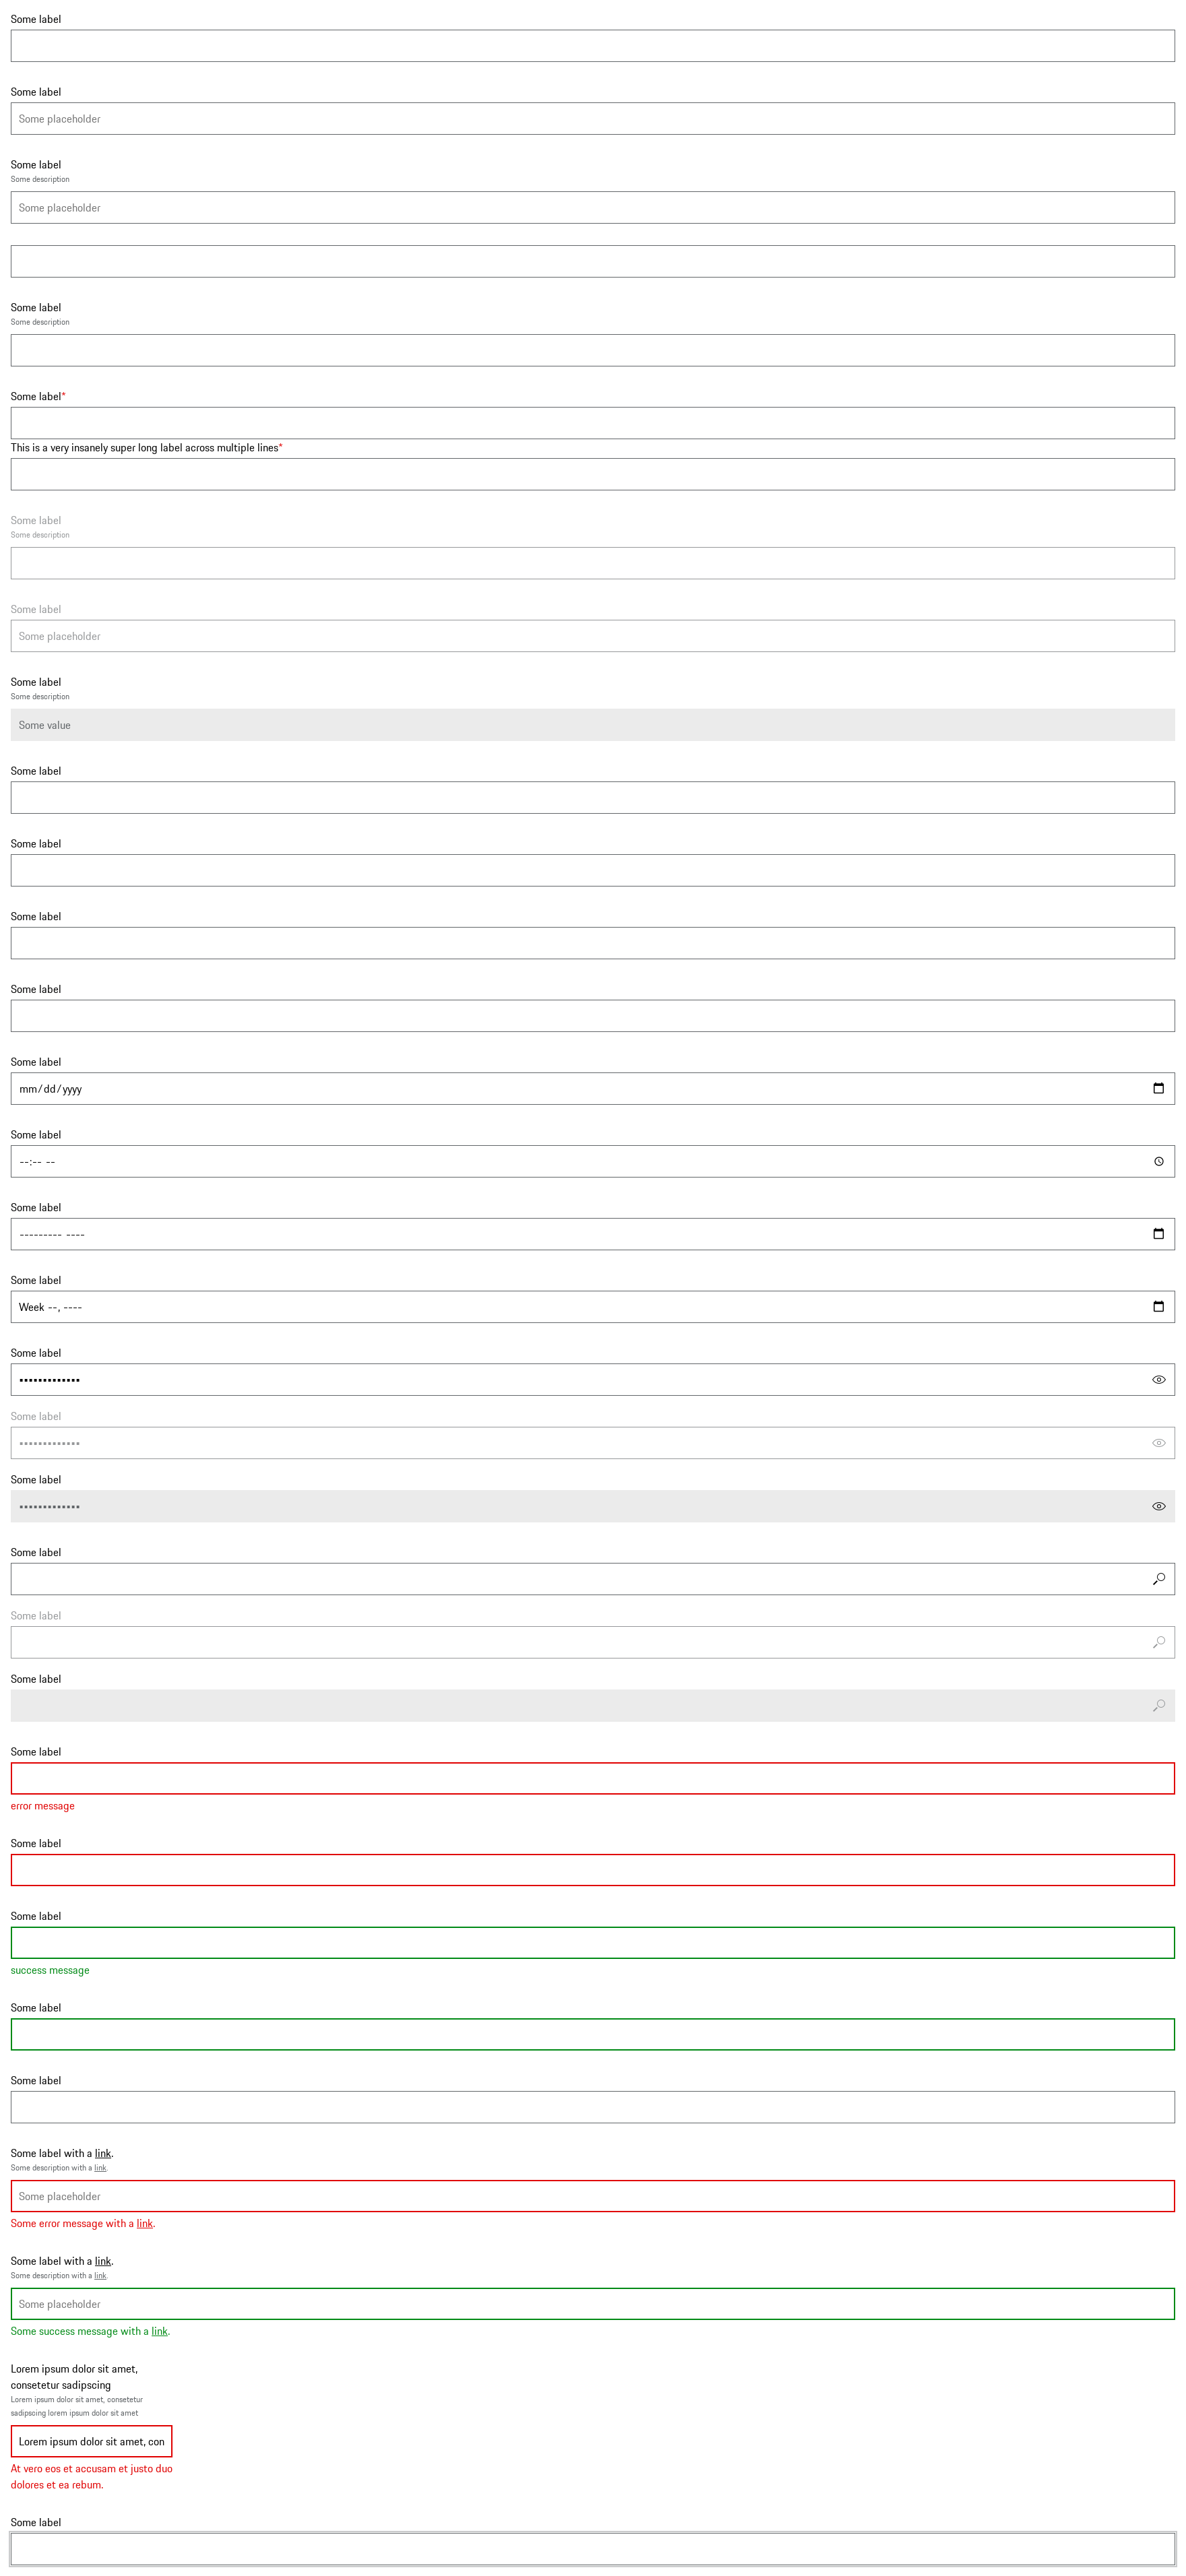 Some label
Some label
Some placeholder
Some label
Some description
Some placeholder
Some label
Some description
Some label*
This is a very insanely super long label across multiple lines*
Some label
Some description
Some label
Some placeholder
Some label
Some description
Some value
Some label
Some label
Some label
Some label
Some label
mm/dd/yyyy
Some label
--:-- --
Some label
--------- ----
Some label
Week --, ----
Some label
•••••••••••••
Some label
•••••••••••••
Some label
•••••••••••••
Some label
Some label
Some label
Some label
error message
Some label
Some label
success message
Some label
Some label
Some label with a link.
Some description with a link.
Some placeholder
Some error message with a link.
Some label with a link.
Some description with a link.
Some placeholder
Some success message with a link.
Lorem ipsum dolor sit amet,
consetetur sadipscing
Lorem ipsum dolor sit amet, consetetur
sadipscing lorem ipsum dolor sit amet
Lorem ipsum dolor sit amet, con
At vero eos et accusam et justo duo
dolores et ea rebum.
Some label